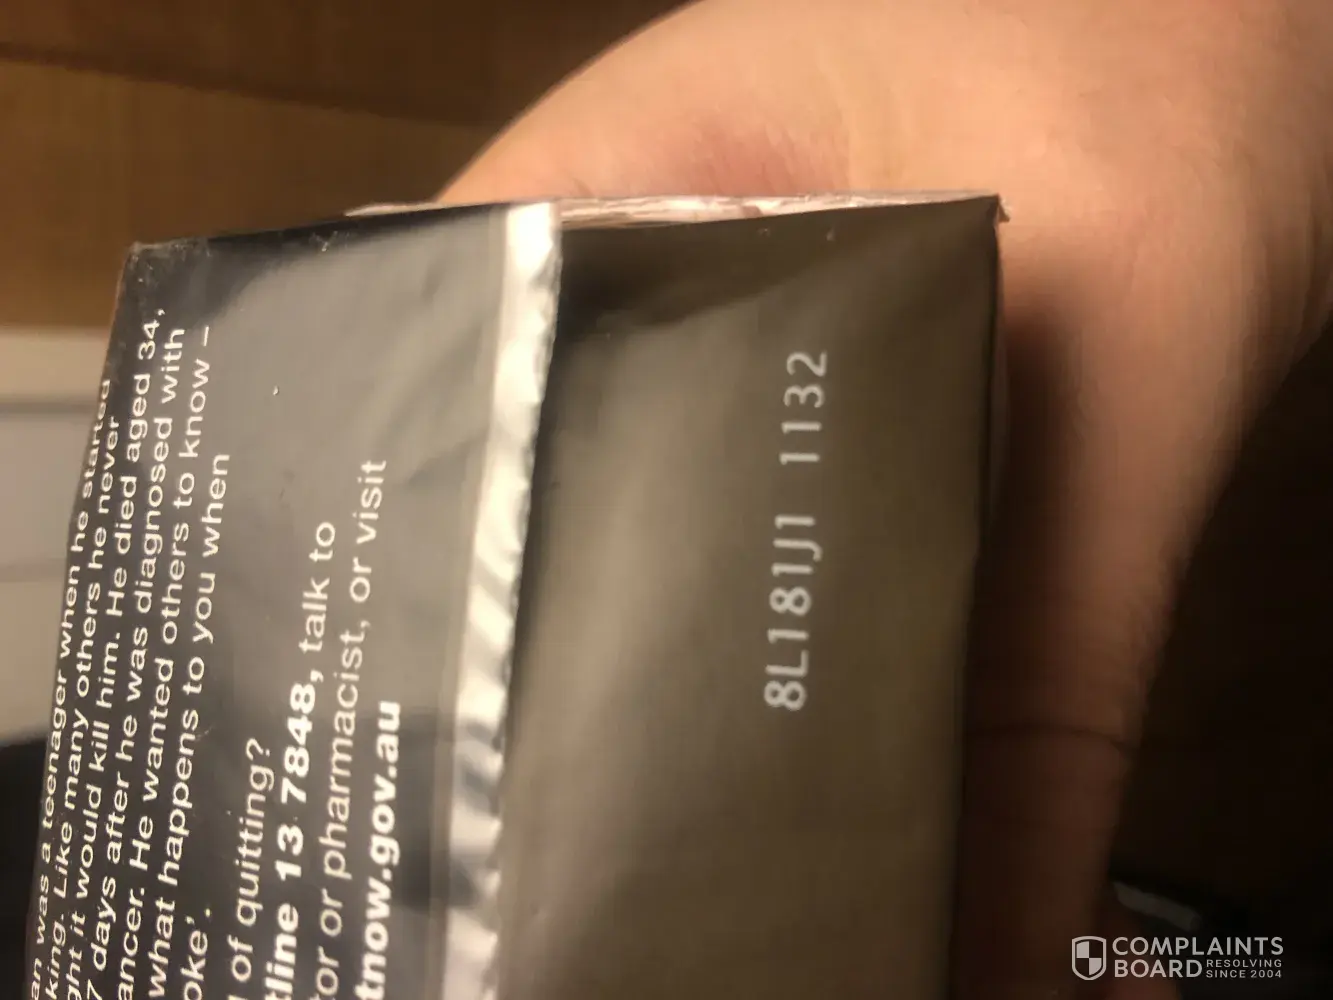 an was a teenager when he started
king. Like many others he never
ght it would kill him. He died aged 34,
7 days after he was diagnosed with
ancer. He wanted others to know –
what happens to you when
oke'.
of quitting?
tline 13 7848, talk to
tor or pharmacist, or visit
tnow.gov.au
8L181J1 1132
COMPLAINTS
BOARD RESOLVING
SINCE 2004